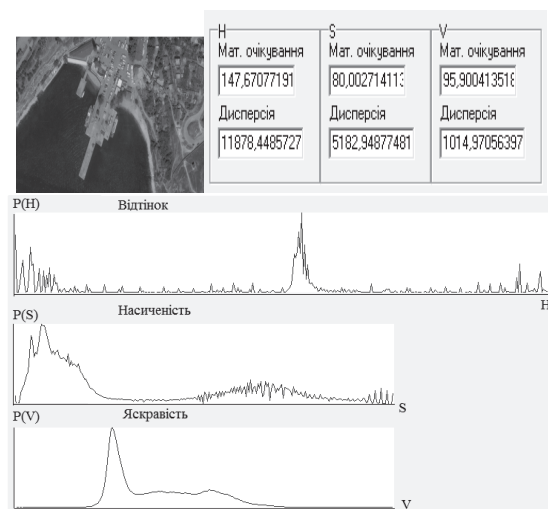 H S V
Мат. очікування Мат. очікування Мат. очікування
147,67077191 80,002714113 95,900413518
Дисперсія Дисперсія Дисперсія
11878,4485727 5182,94877481 1014,97056397
P(H) Відтінок
H
Насиченість
P(S)
S
P(V) Яскравість
V